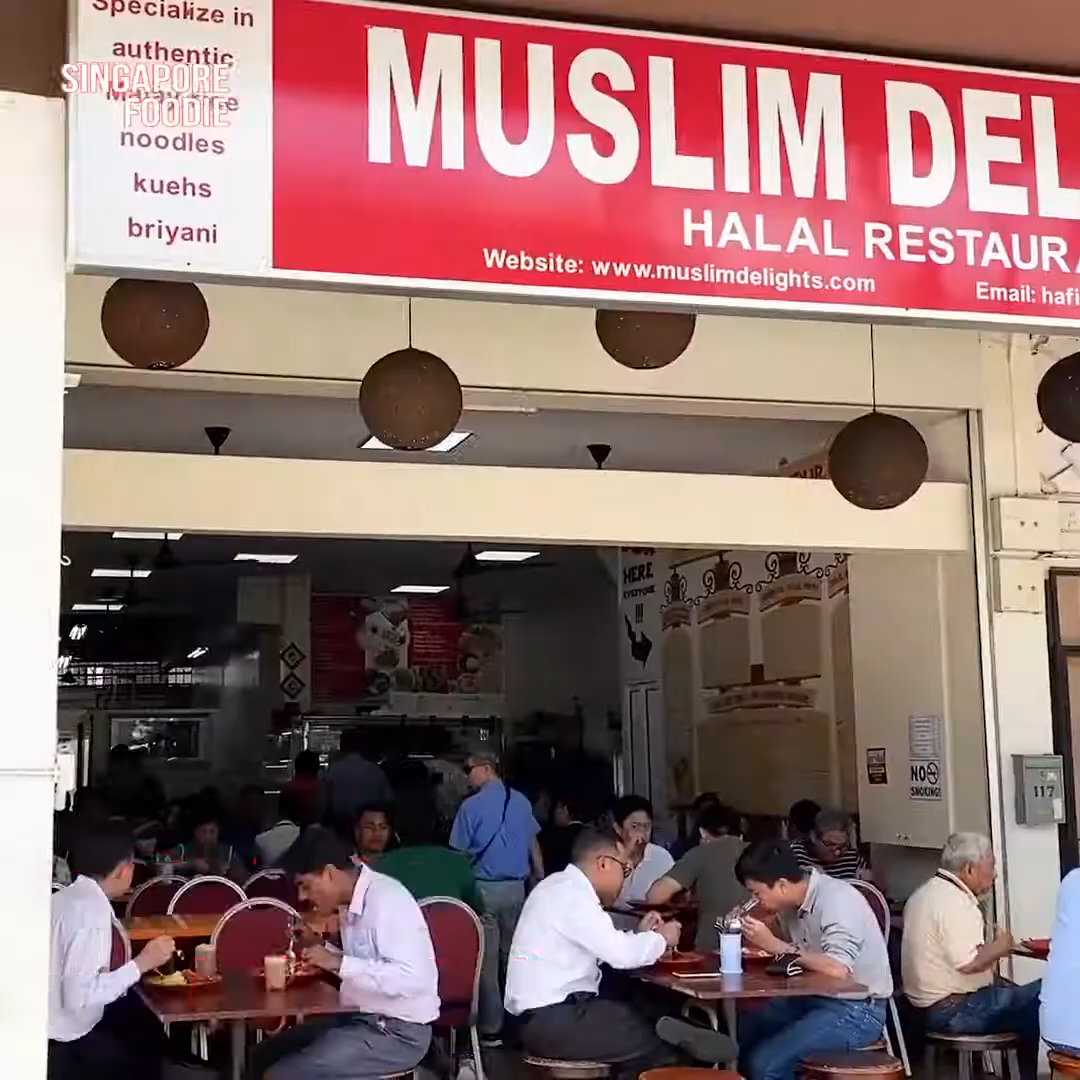 Specialize in
authentic
SINGAPORE
FOODIE
noodles
kuehs
briyani
MUSLIM DEL
HALAL RESTAURA
Website: www.muslimdelights.com
Email: hafi
HERE
EVERYONE
!!!
NO
SMOKING
117